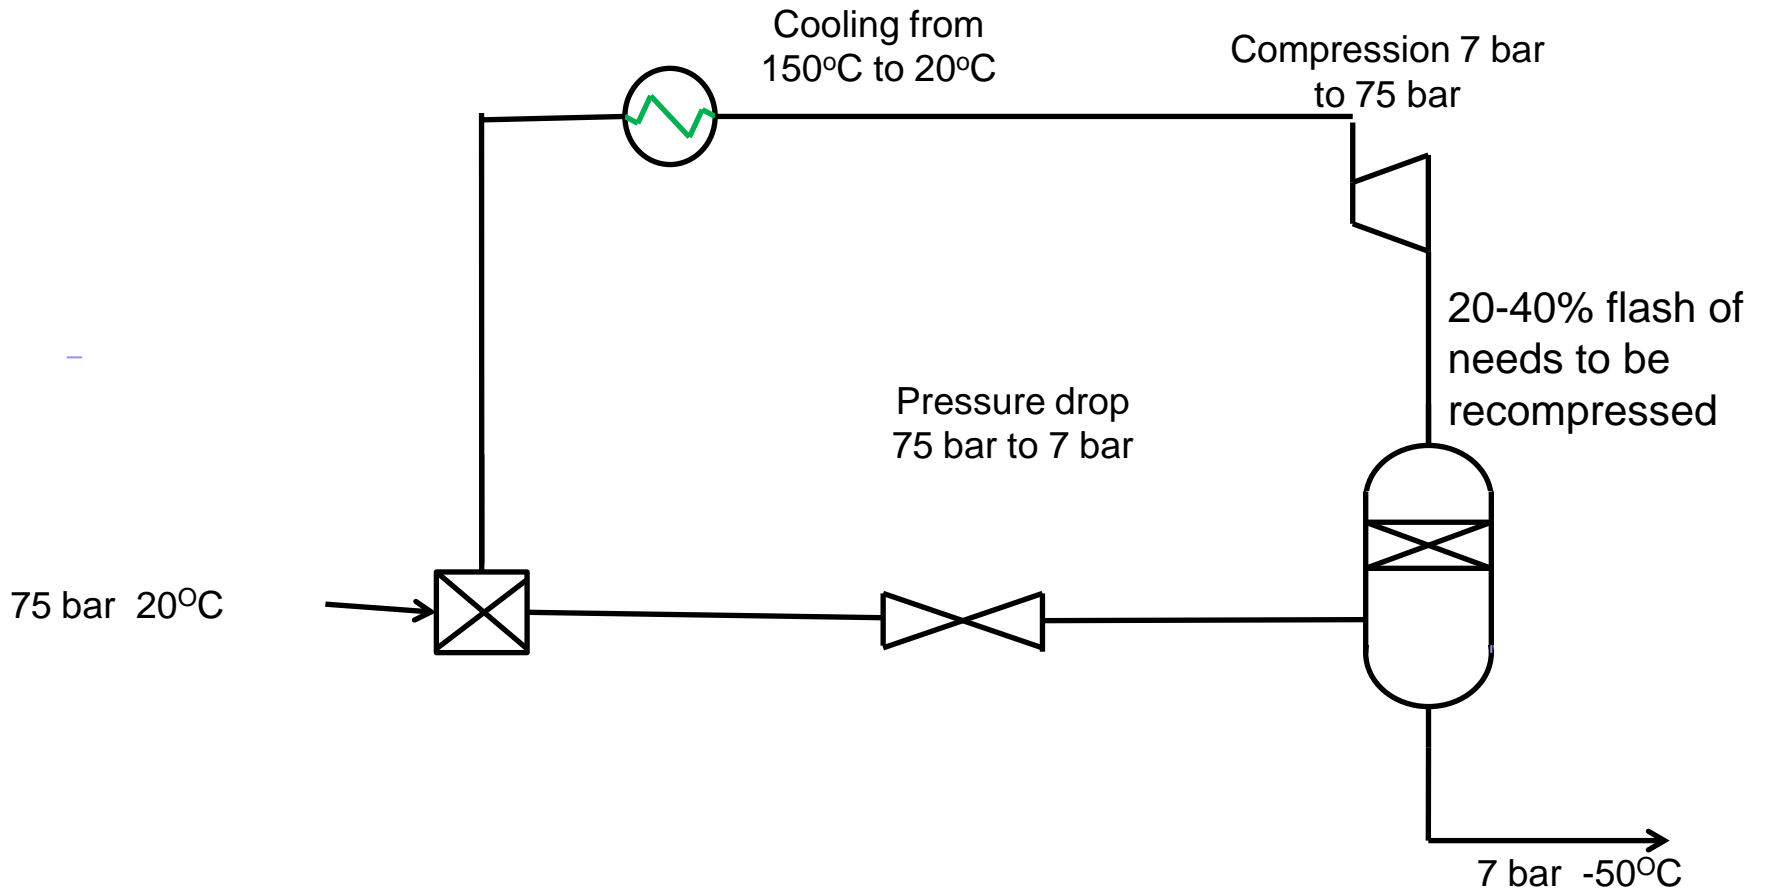 Cooling from
150ºC to 20ºC
Compression 7 bar
to 75 bar
20-40% flash of
needs to be
recompressed
Pressure drop
75 bar to 7 bar
75 bar 20ᴼC
7 bar -50ᴼC